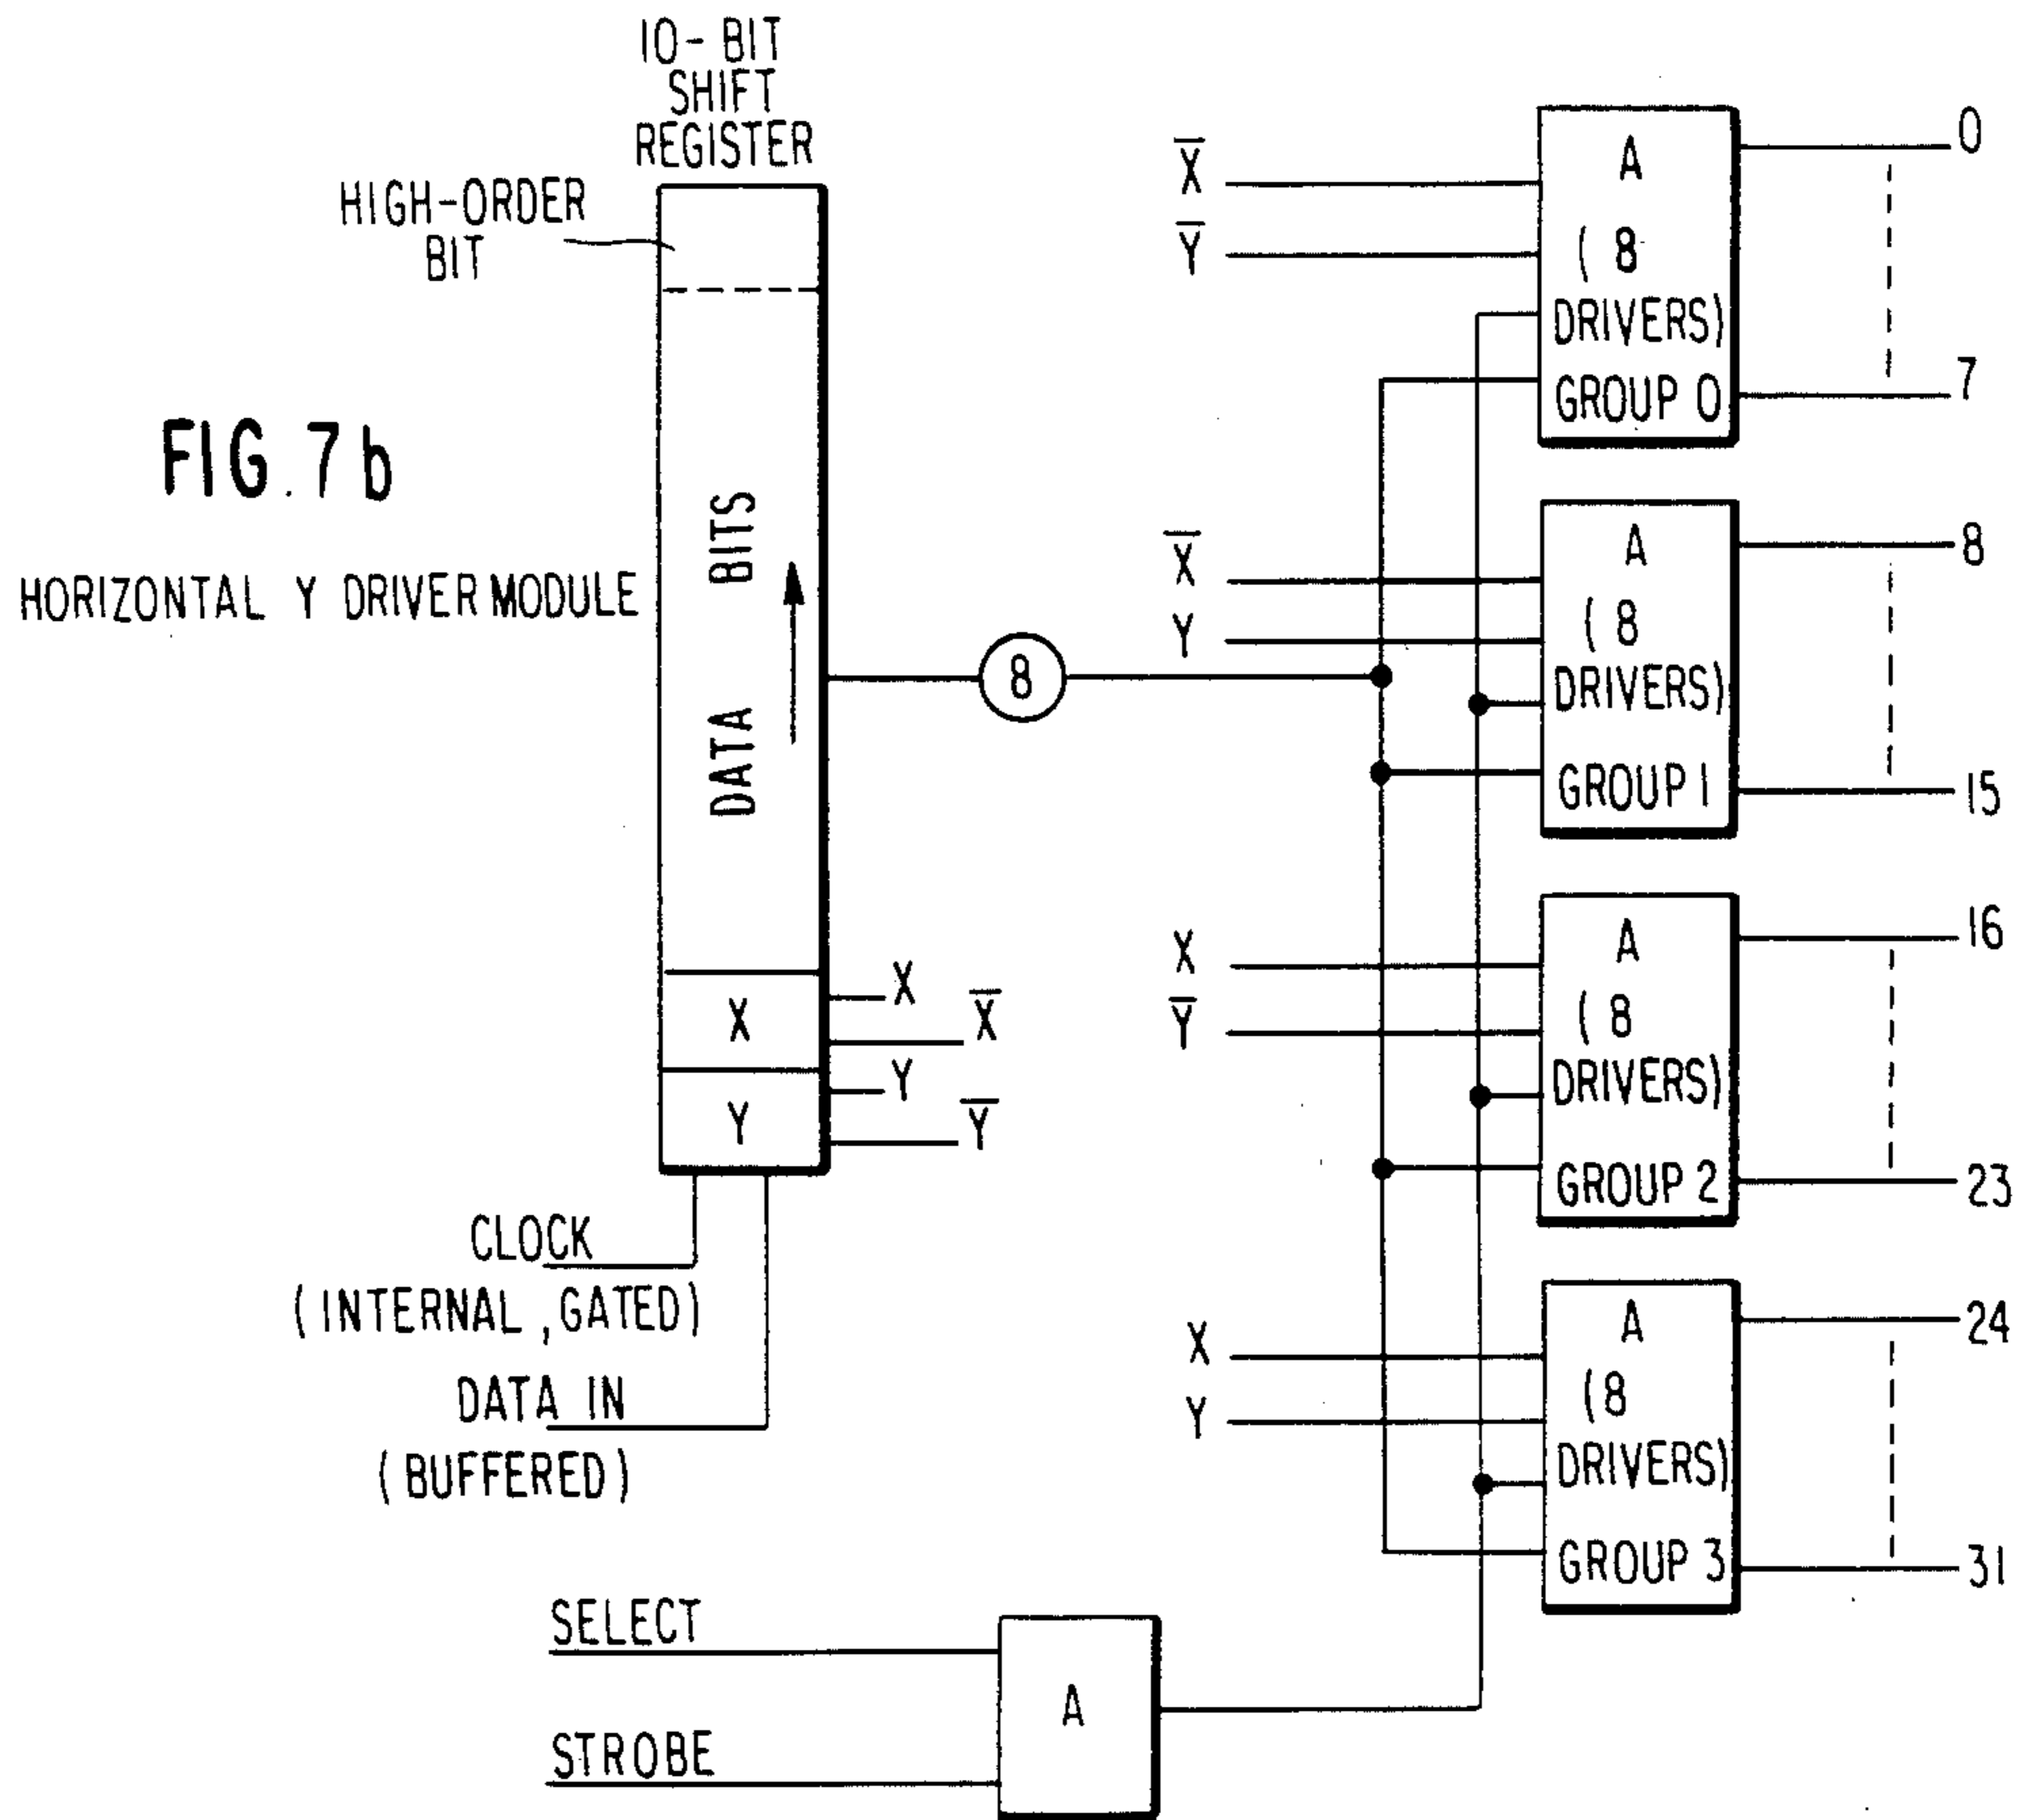 10-BIT
SHIFT
REGISTER
HIGH-ORDER
BIT
FIG. 7b
HORIZONTAL Y DRIVER MODULE
DATA BITS
X
Y
X
X̅
Y
Y̅
CLOCK
(INTERNAL, GATED)
DATA IN
(BUFFERED)
8
SELECT
STROBE
A
X̅
Y̅
A
(8
DRIVERS)
GROUP 0
0
7
X̅
Y
A
(8
DRIVERS)
GROUP 1
8
15
X
Y̅
A
(8
DRIVERS)
GROUP 2
16
23
X
Y
A
(8
DRIVERS)
GROUP 3
24
31